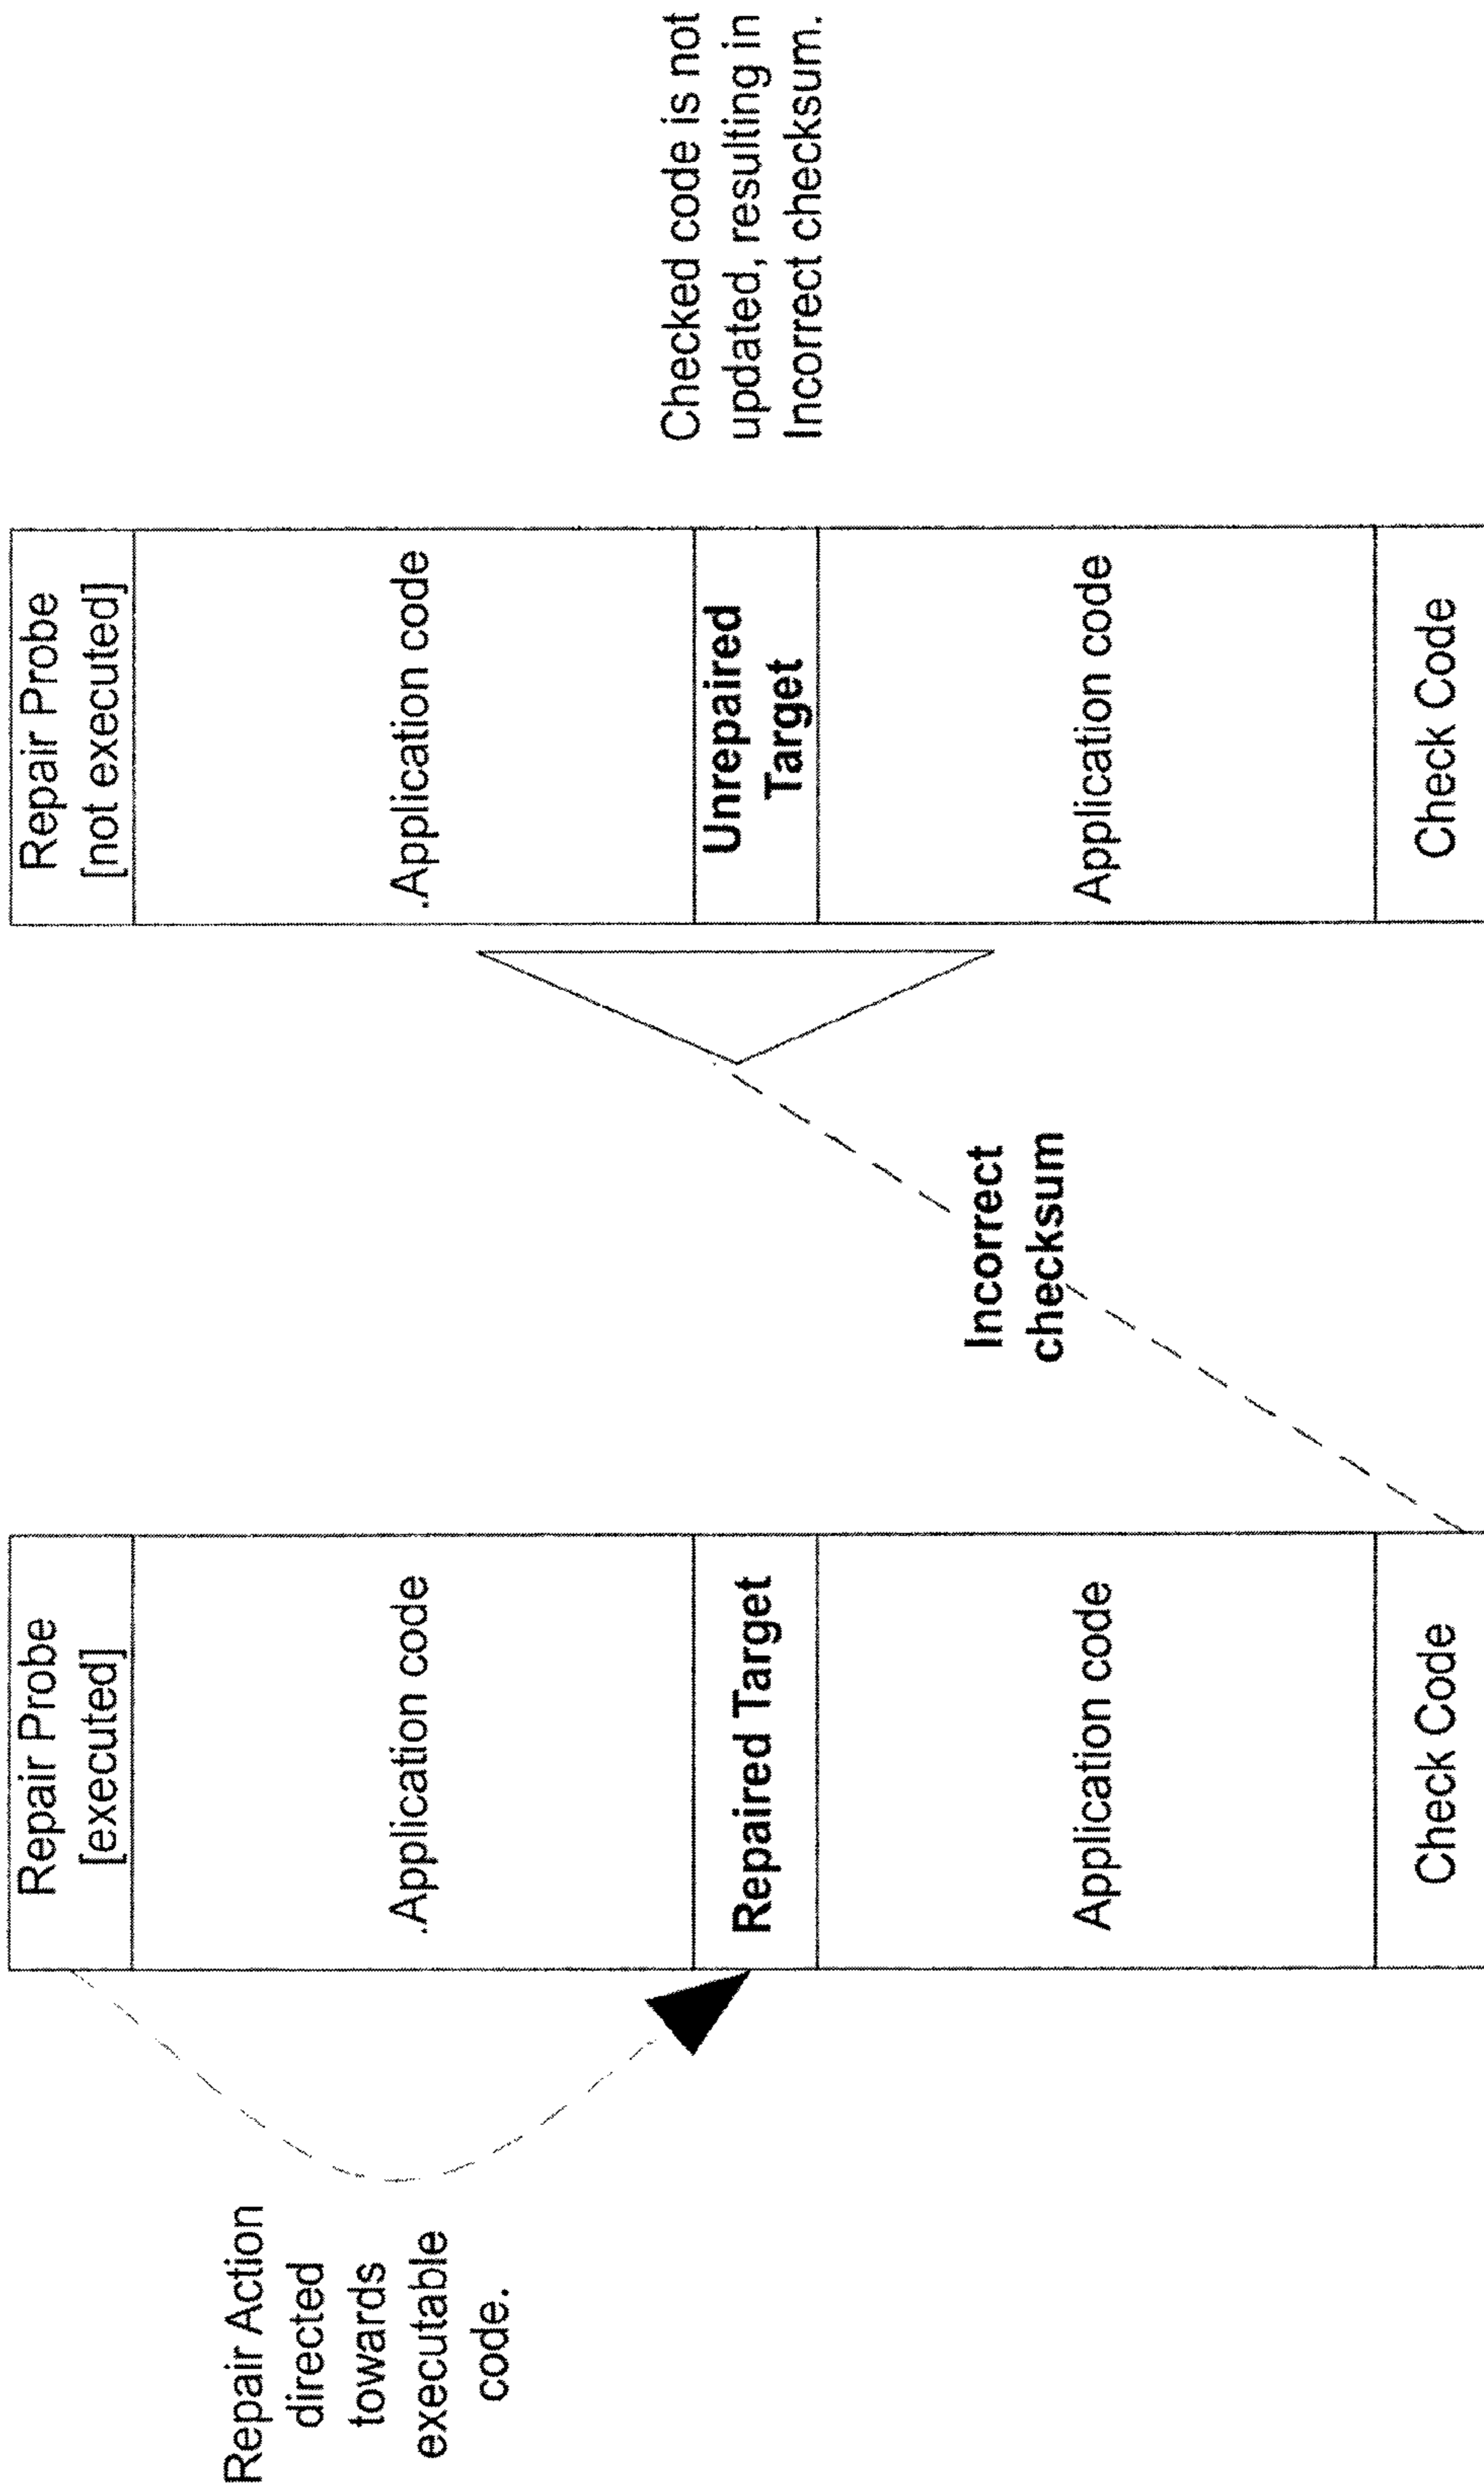 Repair Action
directed
towards
executable
code.
Repair Probe
[executed]
.Application code
Repaired Target
Application code
Check Code
Incorrect
checksum
Repair Probe
[not executed]
.Application code
Unrepaired
Target
Application code
Check Code
Checked code is not
updated, resulting in
Incorrect checksum.